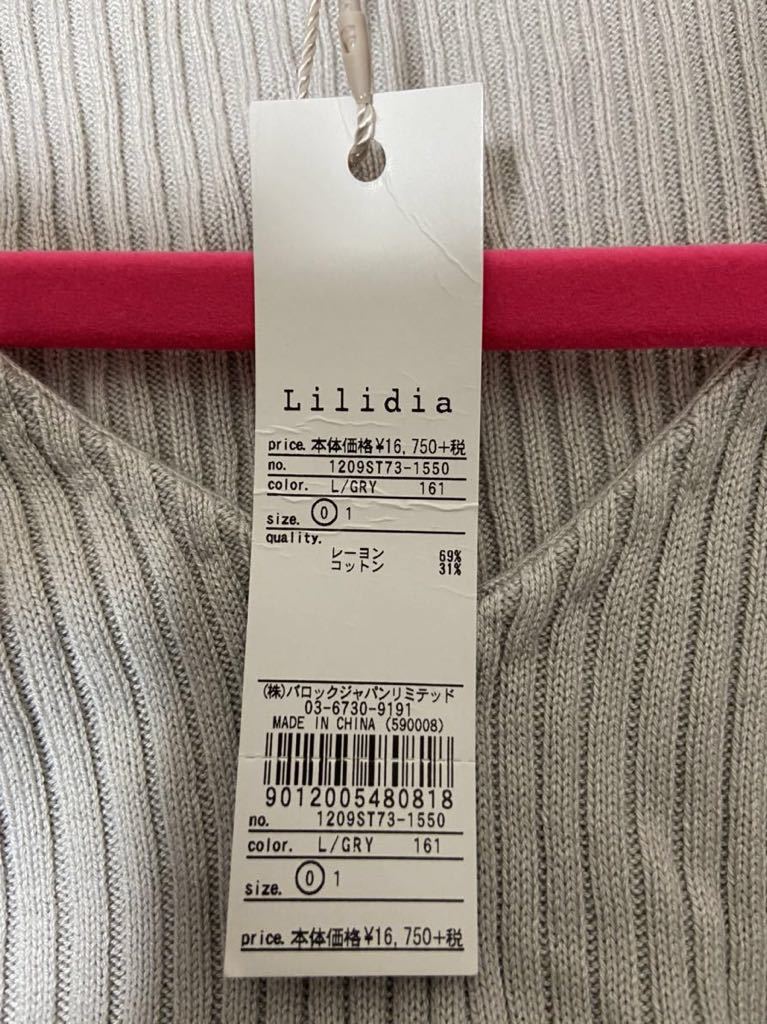 Lilidia
price. 本体価格¥16,750+税
no. 1209ST73-1550
color. L/GRY 161
size. 0 1
quality.
レーヨン 69%
コットン 31%
(株)バロックジャパンリミテッド
03-6730-9191
MADE IN CHINA (590008)
9012005480818
no. 1209ST73-1550
color. L/GRY 161
size. 0 1
price. 本体価格¥16,750+税